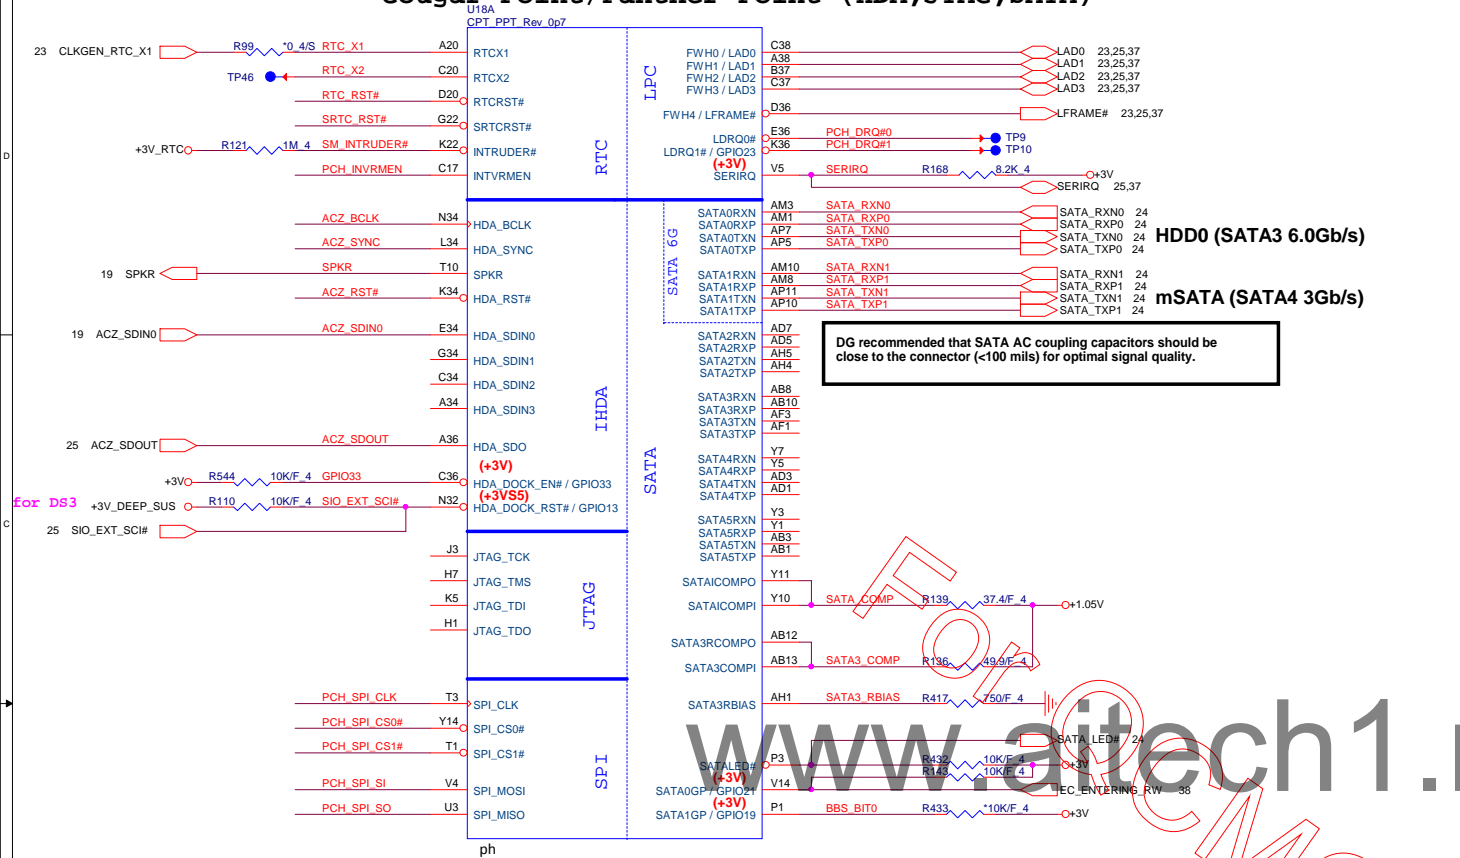 Cougar Point/Panther Point (HDA,JTAG,SATA)
U18A
CPT_PPT_Rev_0p7
23 CLKGEN_RTC_X1 R99 *0_4/S RTC_X1 A20 RTCX1
TP46 RTC_X2 C20 RTCX2
RTC_RST# D20 RTCRST#
SRTC_RST# G22 SRTCRST#
+3V_RTC R121 1M_4 SM_INTRUDER# K22 INTRUDER#
PCH_INVRMEN C17 INTVRMEN
RTC
LPC
FWH0 / LAD0 C38 LAD0 23,25,37
FWH1 / LAD1 A38 LAD1 23,25,37
FWH2 / LAD2 B37 LAD2 23,25,37
FWH3 / LAD3 C37 LAD3 23,25,37
FWH4 / LFRAME# D36 LFRAME# 23,25,37
LDRQ0# E36 PCH_DRQ#0 TP9
LDRQ1# / GPIO23 K36 PCH_DRQ#1 TP10
(+3V)
SERIRQ V5 SERIRQ R168 8.2K_4 +3V
SERIRQ 25,37
D
ACZ_BCLK N34 HDA_BCLK
ACZ_SYNC L34 HDA_SYNC
19 SPKR SPKR T10 SPKR
ACZ_RST# K34 HDA_RST#
19 ACZ_SDIN0 ACZ_SDIN0 E34 HDA_SDIN0
G34 HDA_SDIN1
C34 HDA_SDIN2
A34 HDA_SDIN3
25 ACZ_SDOUT ACZ_SDOUT A36 HDA_SDO
(+3V)
+3V R544 10K/F_4 GPIO33 C36 HDA_DOCK_EN# / GPIO33
(+3VS5)
for DS3 +3V_DEEP_SUS R110 10K/F_4 SIO_EXT_SCI# N32 HDA_DOCK_RST# / GPIO13
25 SIO_EXT_SCI#
C
IHDA
SATA 6G
SATA
SATA0RXN AM3 SATA_RXN0 SATA_RXN0 24
SATA0RXP AM1 SATA_RXP0 SATA_RXP0 24
SATA0TXN AP7 SATA_TXN0 SATA_TXN0 24
SATA0TXP AP5 SATA_TXP0 SATA_TXP0 24
HDD0 (SATA3 6.0Gb/s)
SATA1RXN AM10 SATA_RXN1 SATA_RXN1 24
SATA1RXP AM8 SATA_RXP1 SATA_RXP1 24
SATA1TXN AP11 SATA_TXN1 SATA_TXN1 24
SATA1TXP AP10 SATA_TXP1 SATA_TXP1 24
mSATA (SATA4 3Gb/s)
DG recommended that SATA AC coupling capacitors should be
close to the connector (<100 mils) for optimal signal quality.
SATA2RXN AD7
SATA2RXP AD5
SATA2TXN AH5
SATA2TXP AH4
SATA3RXN AB8
SATA3RXP AB10
SATA3TXN AF3
SATA3TXP AF1
SATA4RXN Y7
SATA4RXP Y5
SATA4TXN AD3
SATA4TXP AD1
SATA5RXN Y3
SATA5RXP Y1
SATA5TXN AB3
SATA5TXP AB1
SATAICOMPO Y11
SATAICOMPI Y10 SATA_COMP R139 37.4/F_4 +1.05V
SATA3RCOMPO AB12
SATA3COMPI AB13 SATA3_COMP R136 49.9/F_4
SATA3RBIAS AH1 SATA3_RBIAS R417 750/F_4
SATA_LED# 24
SATALED# P3 R432 10K/F_4 +3V
(+3V) R143 10K/F_4
SATA0GP / GPIO21 V14 EC_ENTERING_RW 38
(+3V)
SATA1GP / GPIO19 P1 BBS_BIT0 R433 *10K/F_4 +3V
J3 JTAG_TCK
H7 JTAG_TMS
K5 JTAG_TDI
H1 JTAG_TDO
JTAG
PCH_SPI_CLK T3 SPI_CLK
PCH_SPI_CS0# Y14 SPI_CS0#
PCH_SPI_CS1# T1 SPI_CS1#
PCH_SPI_SI V4 SPI_MOSI
PCH_SPI_SO U3 SPI_MISO
SPI
ph
www.aitech1.
For QCM